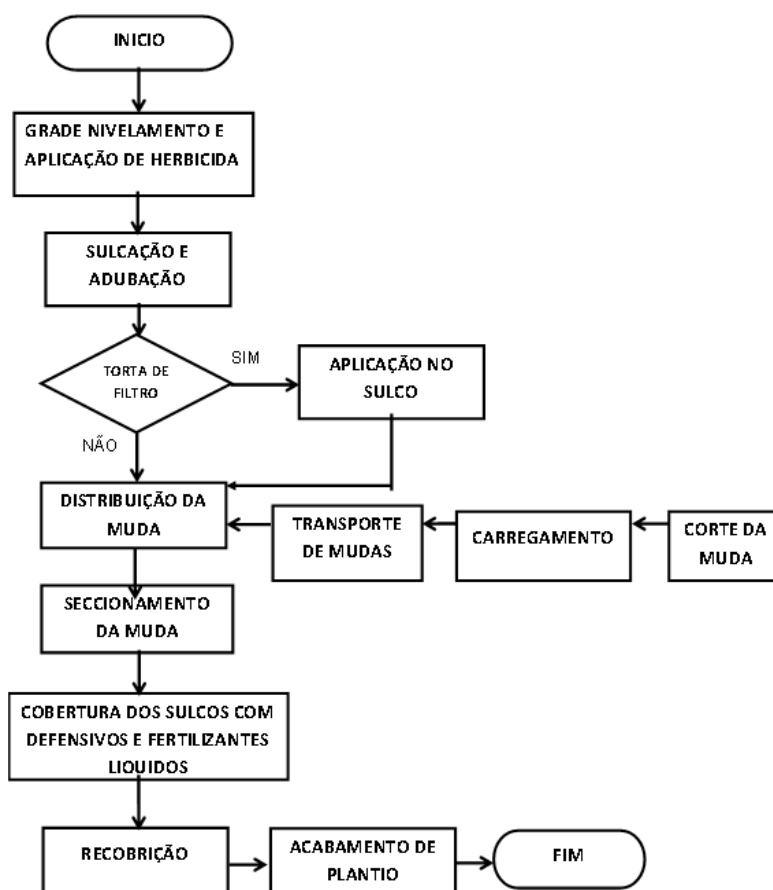 INICIO
GRADE NIVELAMENTO E
APLICAÇÃO DE HERBICIDA
SULCAÇÃO E
ADUBAÇÃO
TORTA DE
FILTRO
SIM
APLICAÇÃO NO
SULCO
NÃO
DISTRIBUIÇÃO DA
MUDA
TRANSPORTE
DE MUDAS
CARREGAMENTO
CORTE DA
MUDA
SECCIONAMENTO
DA MUDA
COBERTURA DOS SULCOS COM
DEFENSIVOS E FERTILIZANTES
LIQUIDOS
RECOBRIÇÃO
ACABAMENTO DE
PLANTIO
FIM